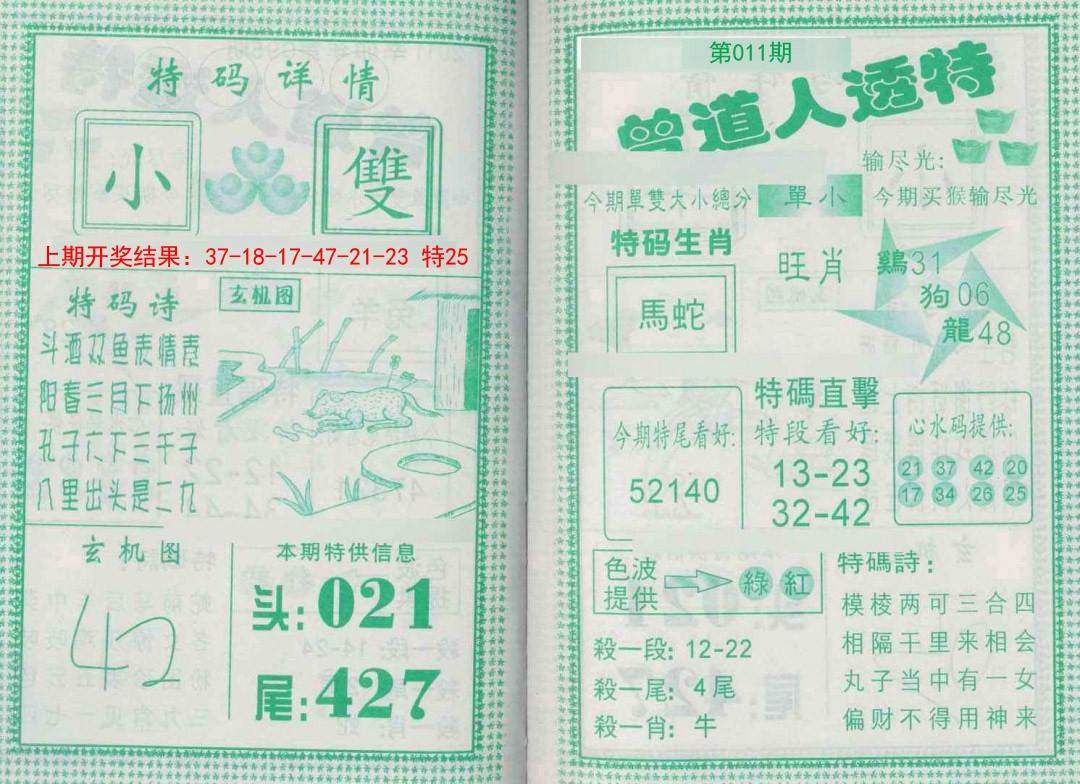 特码详情
小
雙
上期开奖结果：37-18-17-47-21-23 特25
特码诗
斗酒双鱼表情意
阳春三月下扬州
孔子门下三千子
八里出头是二九
玄机图
玄机图
42
本期特供信息
头:021
尾:427
第011期
曾道人透特
输尽光:
今期單雙大小總分
單小
今期买猴输尽光
特码生肖
馬蛇
旺肖
鷄31
狗06
龍48
今期特尾看好:
52140
特碼直擊
特段看好:
13-23
32-42
心水码提供:
21 37 42 20
17 34 26 25
色波
提供
綠 紅
殺一段: 12-22
殺一尾: 4尾
殺一肖: 牛
特碼詩:
模棱两可三合四
相隔千里来相会
丸子当中有一女
偏财不得用神来